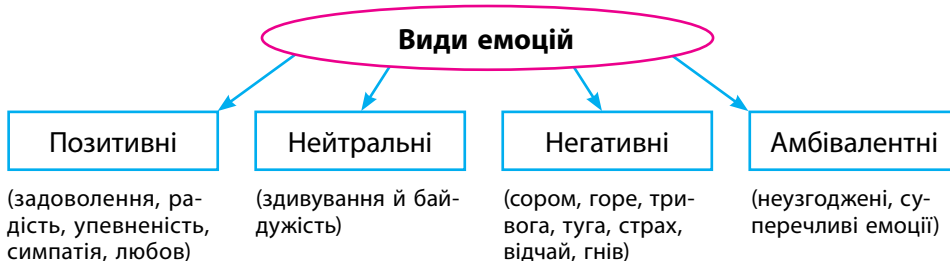 Види емоцій
Позитивні
(задоволення, ра-
дість, упевненість,
симпатія, любов)
Нейтральні
(здивування й бай-
дужість)
Негативні
(сором, горе, три-
вога, туга, страх,
відчай, гнів)
Амбівалентні
(неузгоджені, су-
перечливі емоції)